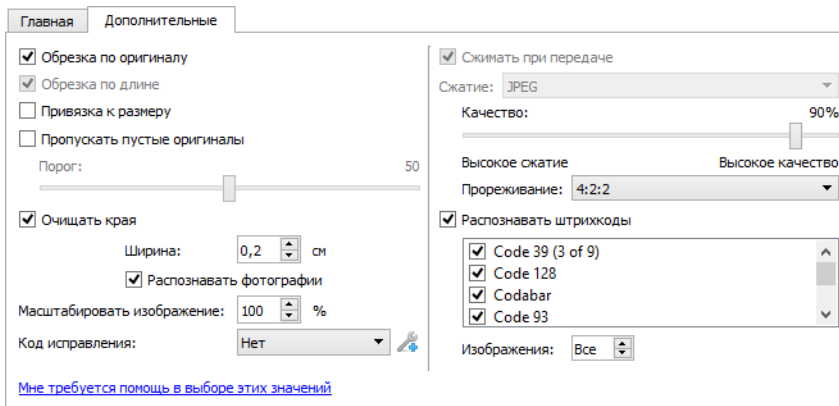 Главная
Дополнительные
Обрезка по оригиналу
Обрезка по длине
Привязка к размеру
Пропускать пустые оригиналы
Порог:
50
Очищать края
Ширина:
0,2
см
Распознавать фотографии
Масштабировать изображение:
100
%
Код исправления:
Нет
Мне требуется помощь в выборе этих значений
Сжимать при передаче
Сжатие:
JPEG
Качество:
90%
Высокое сжатие
Высокое качество
Прореживание:
4:2:2
Распознавать штрихкоды
Code 39 (3 of 9)
Code 128
Codabar
Code 93
Изображения:
Все